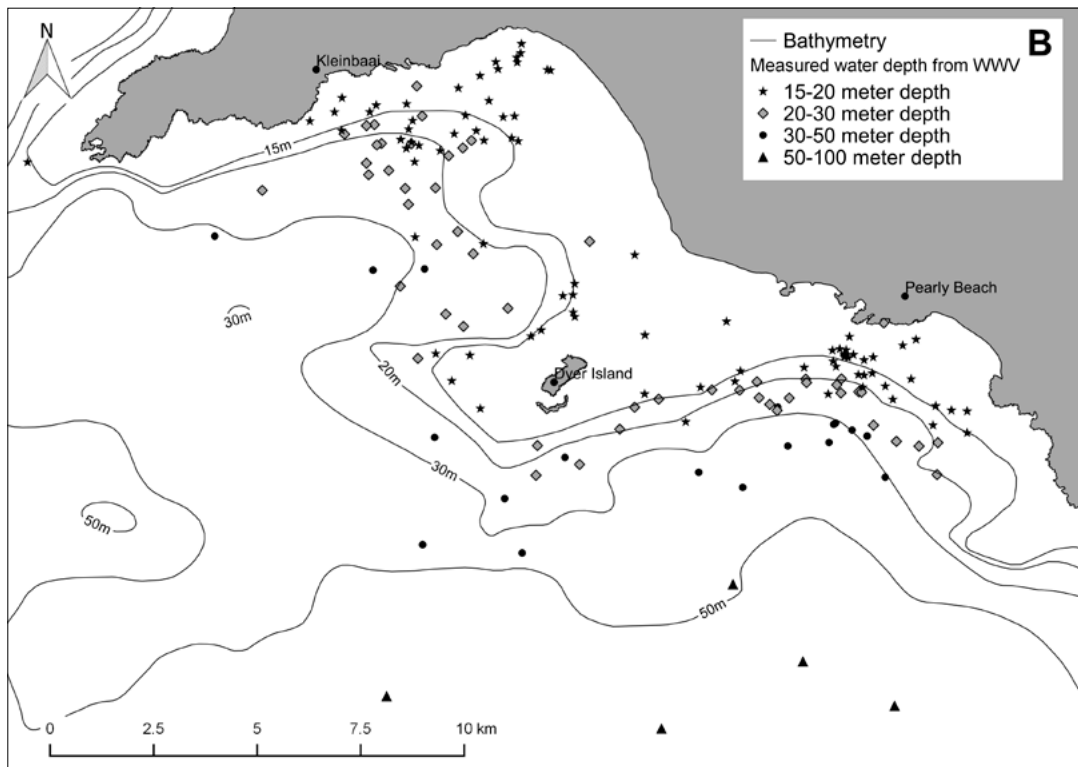 N
B
Bathymetry
Measured water depth from WWV
15-20 meter depth
20-30 meter depth
30-50 meter depth
50-100 meter depth
Kleinbaai
15m
Pearly Beach
30m
20m
Dyer Island
30m
50m
50m
0 2.5 5 7.5 10 km